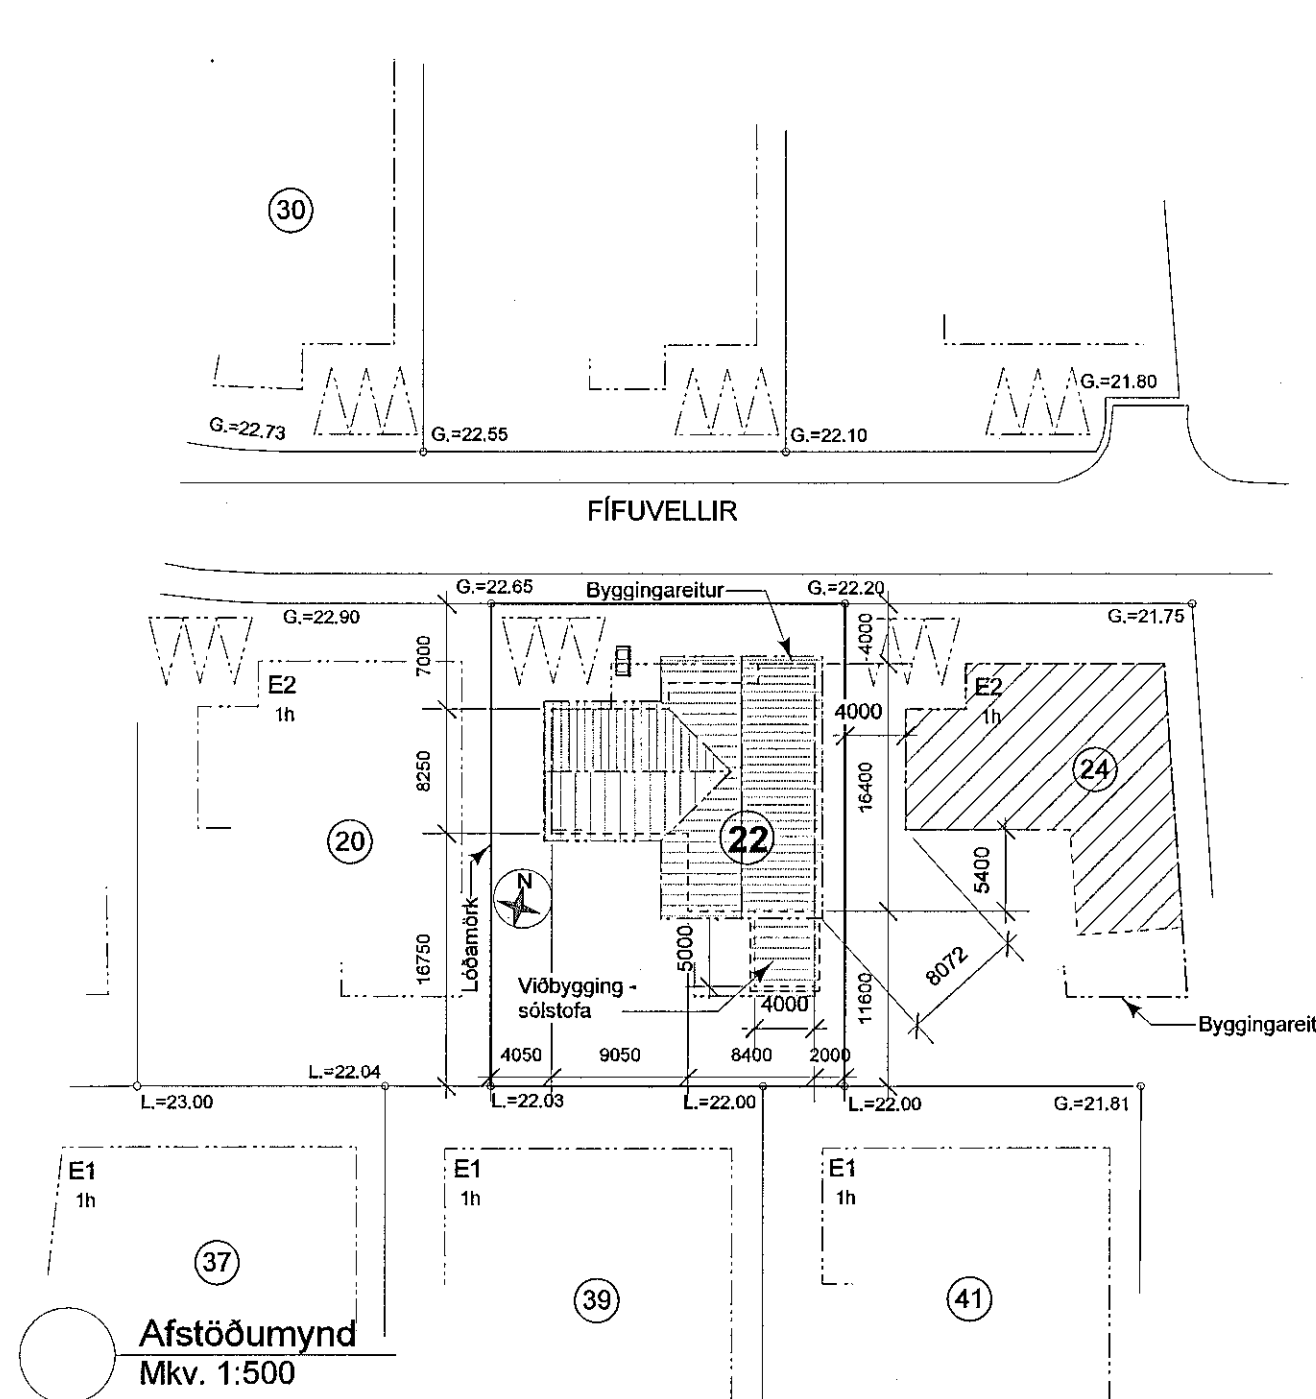 30
G.=21.80
G.=22.73
G.=22.55
G.=22.10
FÍFUVELLIR
G.=22.65
Byggingareitur
G.=22.20
G.=22.90
G.=21.75
7000
4000
E2
1h
E2
1h
4000
8250
16400
24
20
22
5400
N
Lóðamörk
16750
5000
8072
Viðbygging -
sólstofa
4000
11600
Byggingareit
4050
9050
8400
2000
L.=22.04
L.=23.00
L.=22.03
L.=22.00
L.=22.00
G.=21.81
E1
1h
E1
1h
E1
1h
37
39
41
Afstöðumynd
Mkv. 1:500